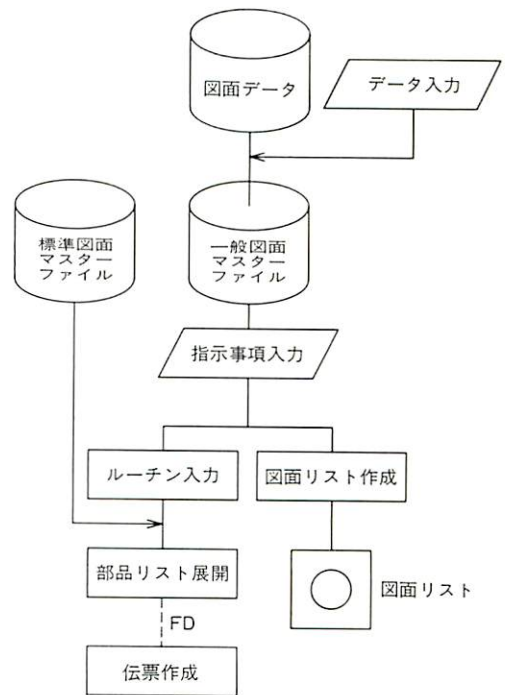 図面データ
データ入力
標準図面
マスター
ファイル
一般図面
マスター
ファイル
指示事項入力
ルーチン入力
図面リスト作成
部品リスト展開
図面リスト
FD
伝票作成